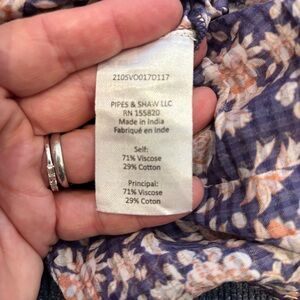 2105VO017D117
PIPES & SHAW LLC
RN 155820
Made in India
Fabriqué en Inde
Self:
71% Viscose
29% Cotton
Principal:
71% Viscose
29% Coton